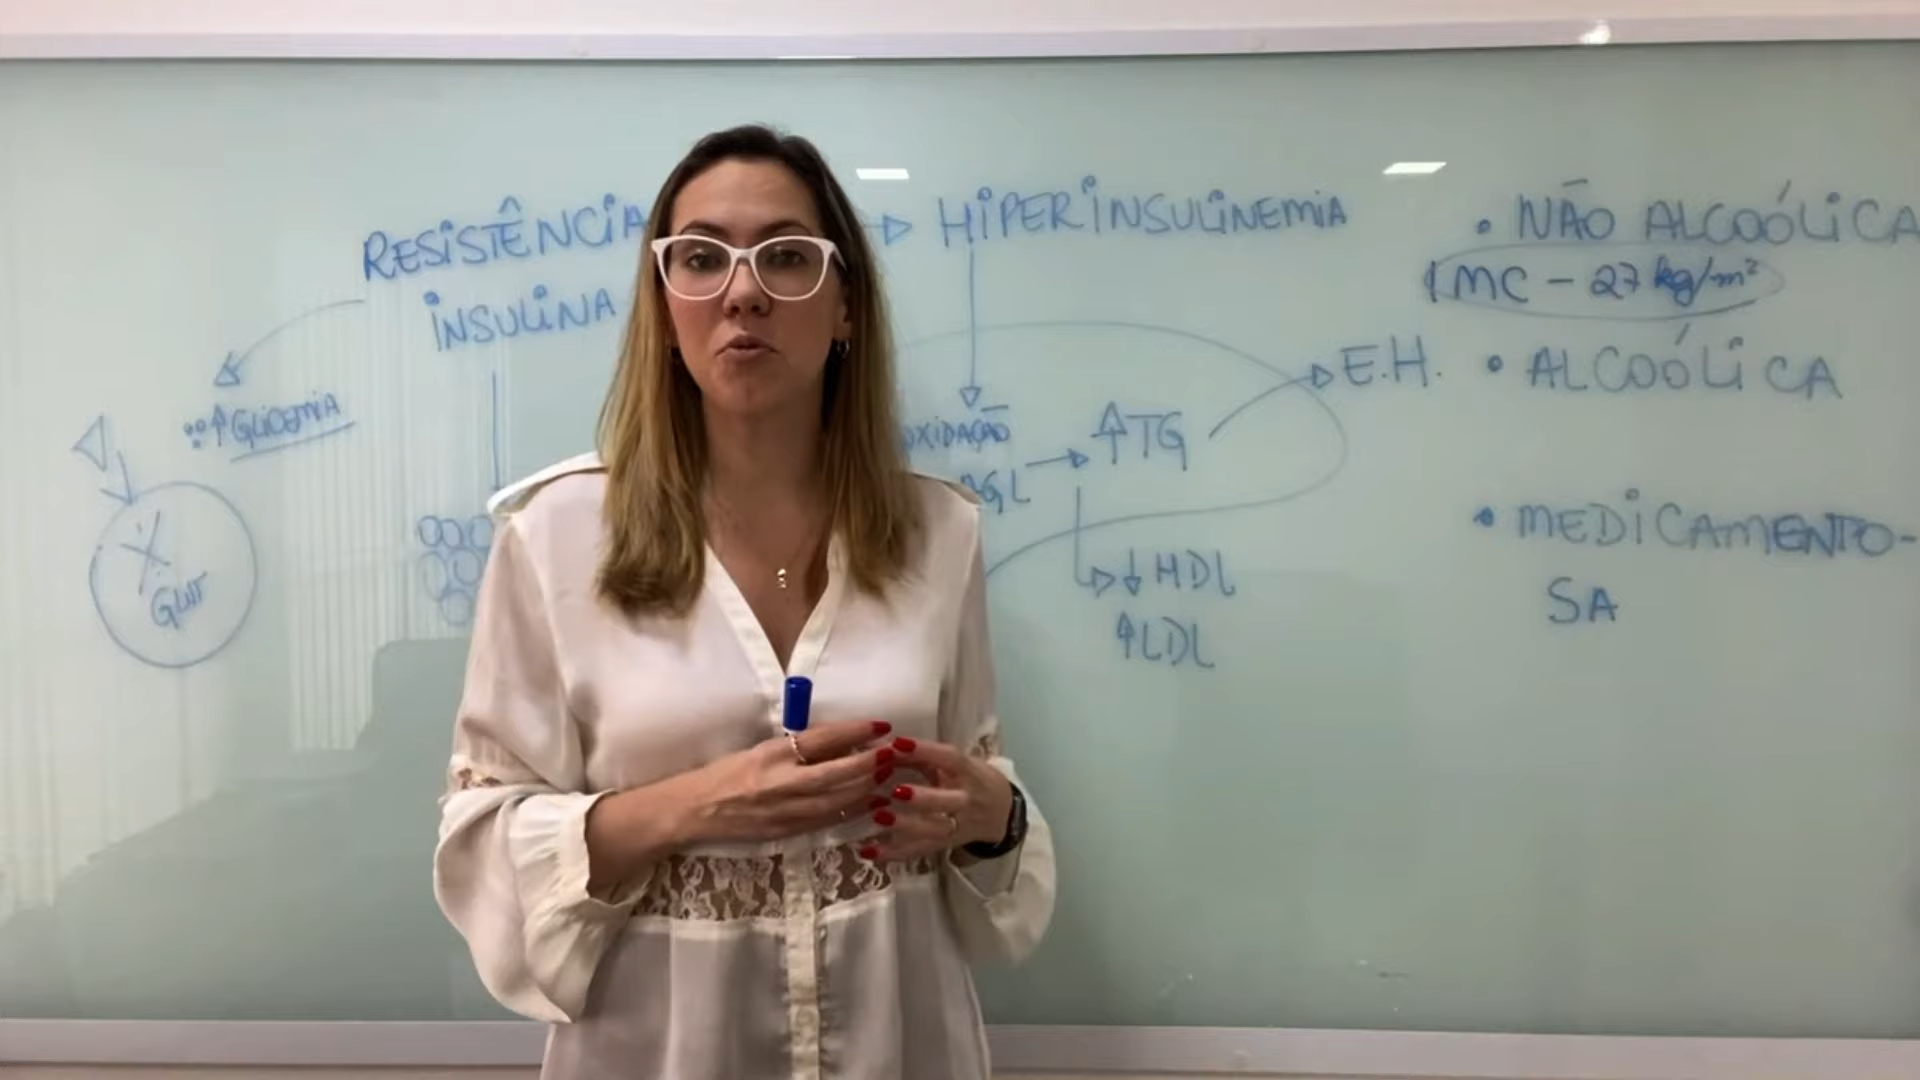 RESISTÊNCIA
INSULINA
↑GLICEMIA
GLUT
HIPERINSULINEMIA
OXIDAÇÃO
AGL
↑TG
E.H.
↓HDL
↑LDL
• NÃO ALCOÓLICA
IMC - 27 kg/m²
• ALCOÓLICA
• MEDICAMENTO-
SA